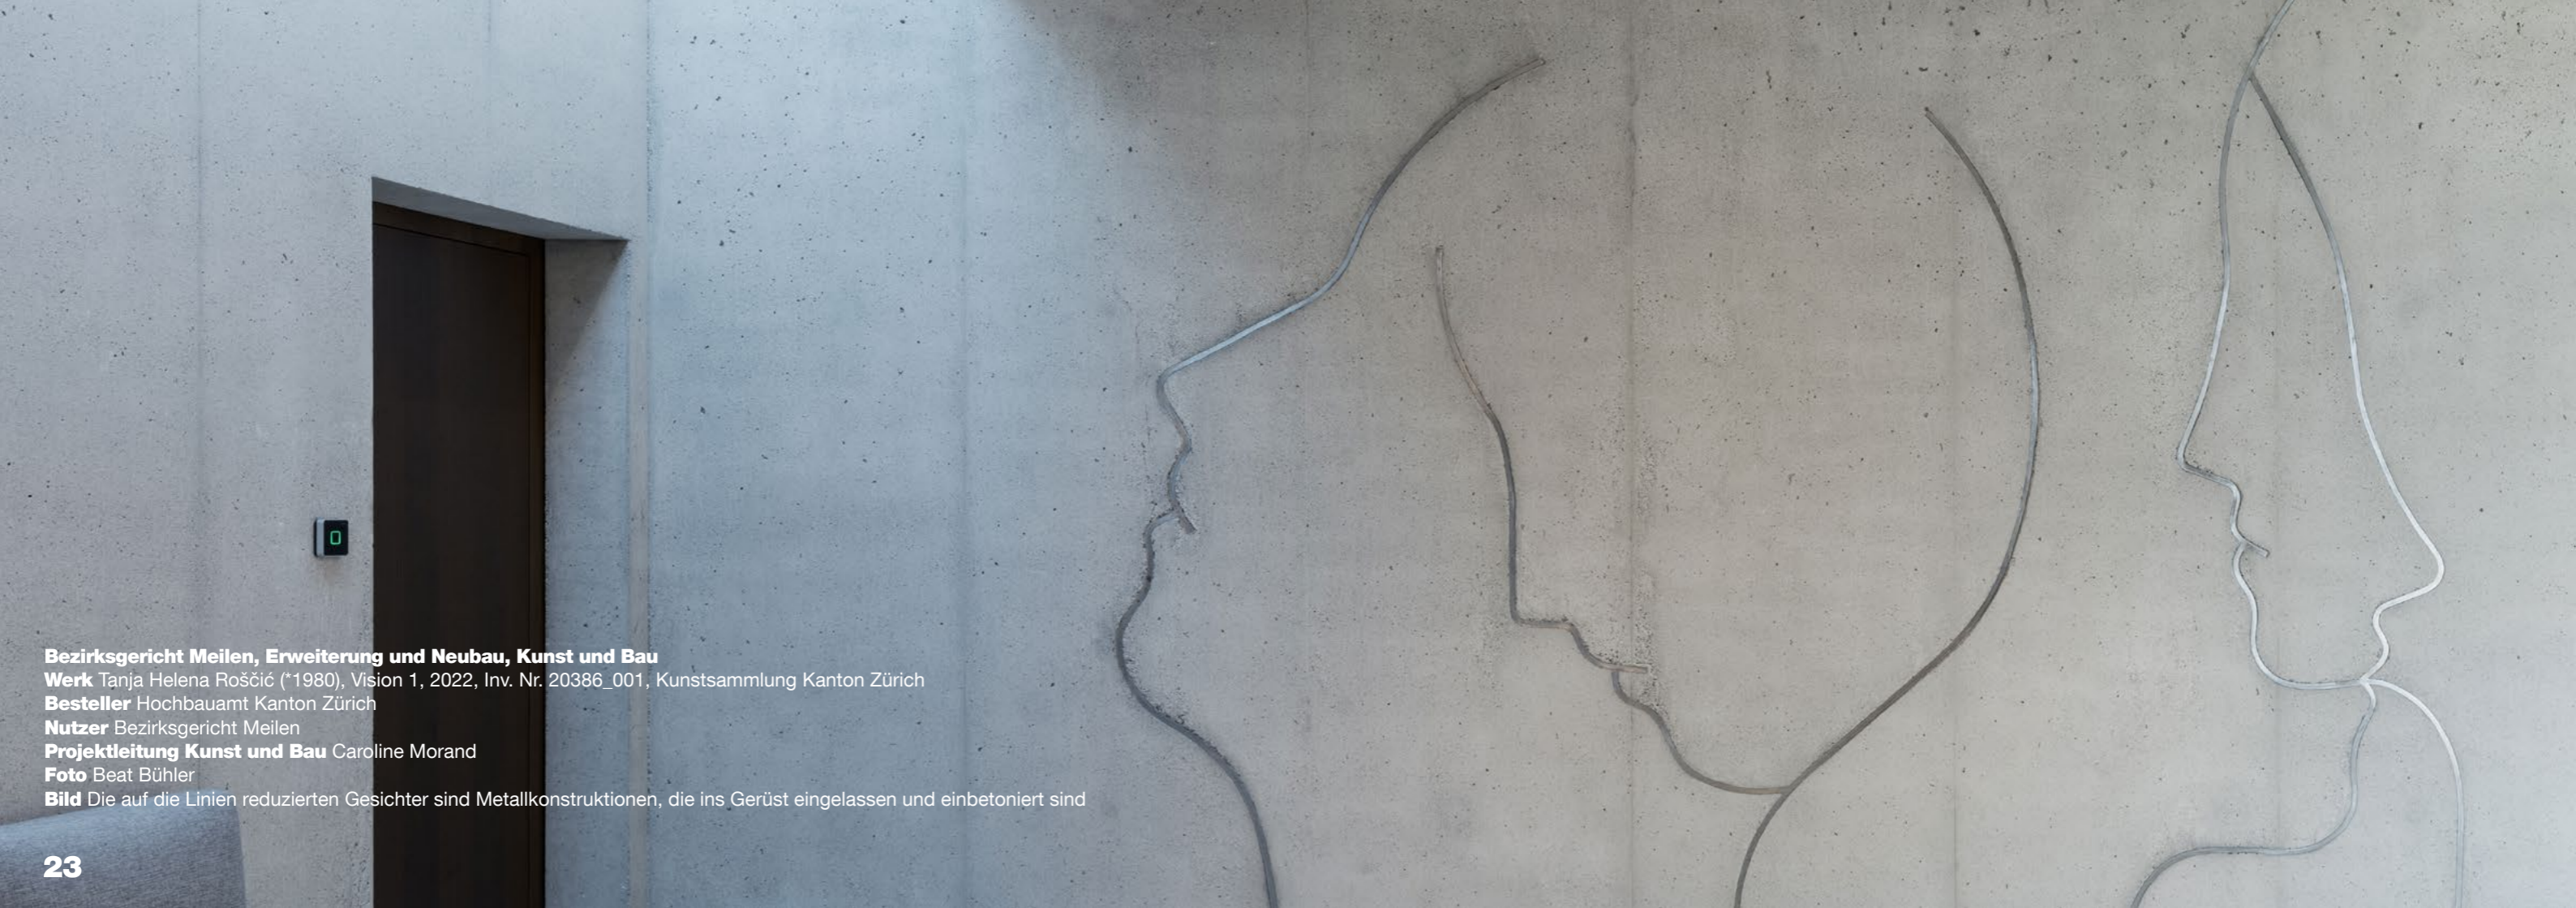 Bezirksgericht Meilen, Erweiterung und Neubau, Kunst und Bau
Werk Tanja Helena Roščić (*1980), Vision 1, 2022, Inv. Nr. 20386_001, Kunstsammlung Kanton Zürich
Besteller Hochbauamt Kanton Zürich
Nutzer Bezirksgericht Meilen
Projektleitung Kunst und Bau Caroline Morand
Foto Beat Bühler
Bild Die auf die Linien reduzierten Gesichter sind Metallkonstruktionen, die ins Gerüst eingelassen und einbetoniert sind
23